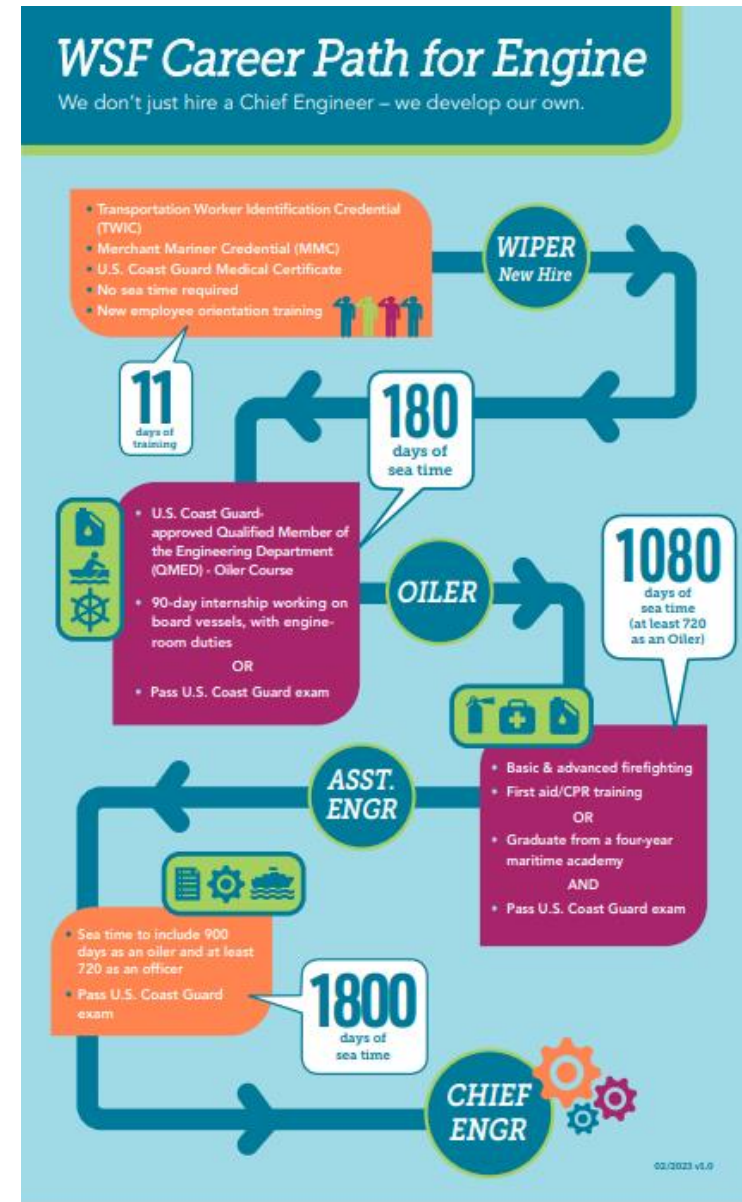 WSF Career Path for Engine
We don't just hire a Chief Engineer – we develop our own.
• Transportation Worker Identification Credential
(TWIC)
• Merchant Mariner Credential (MMC)
• U.S. Coast Guard Medical Certificate
• No sea time required
• New employee orientation training
WIPER
New Hire
11
days of
training
180
days of
sea time
• U.S. Coast Guard-
approved Qualified Member of
the Engineering Department
(QMED) - Oiler Course
• 90-day internship working on
board vessels, with engine-
room duties
OR
• Pass U.S. Coast Guard exam
OILER
1080
days of
sea time
(at least 720
as an Oiler)
• Basic & advanced firefighting
• First aid/CPR training
OR
• Graduate from a four-year
maritime academy
AND
• Pass U.S. Coast Guard exam
ASST.
ENGR
• Sea time to include 900
days as an oiler and at least
720 as an officer
• Pass U.S. Coast Guard
exam
1800
days of
sea time
CHIEF
ENGR
02/2023 v1.0